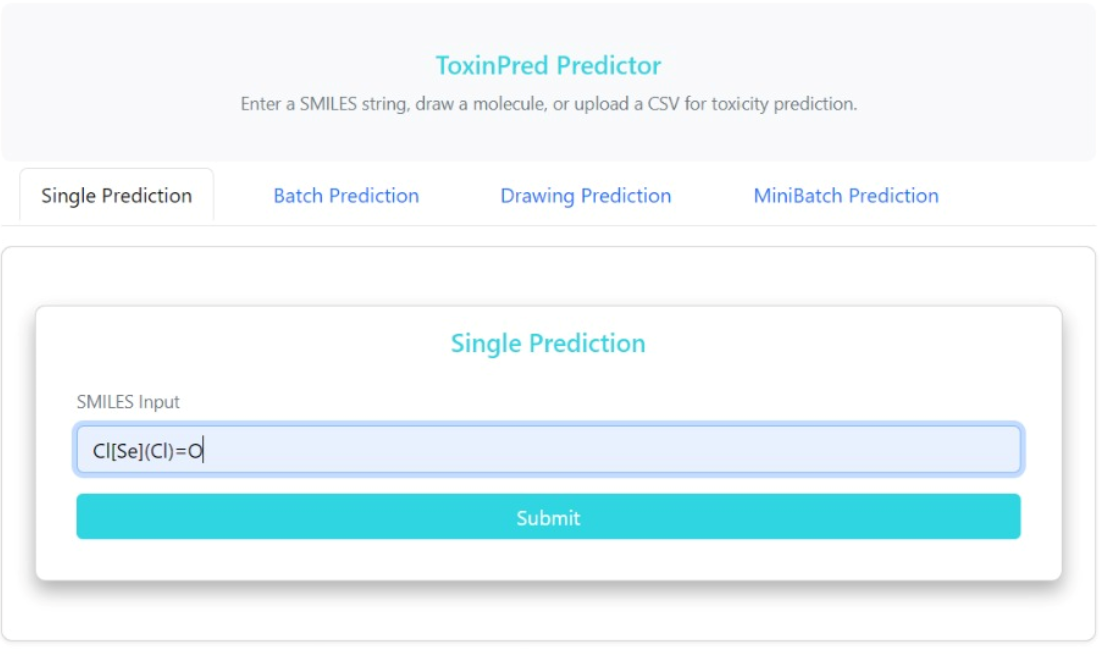 ToxinPred Predictor
Enter a SMILES string, draw a molecule, or upload a CSV for toxicity prediction.
Single Prediction Batch Prediction Drawing Prediction MiniBatch Prediction
Single Prediction
SMILES Input
Cl[Se](Cl)=O
Submit